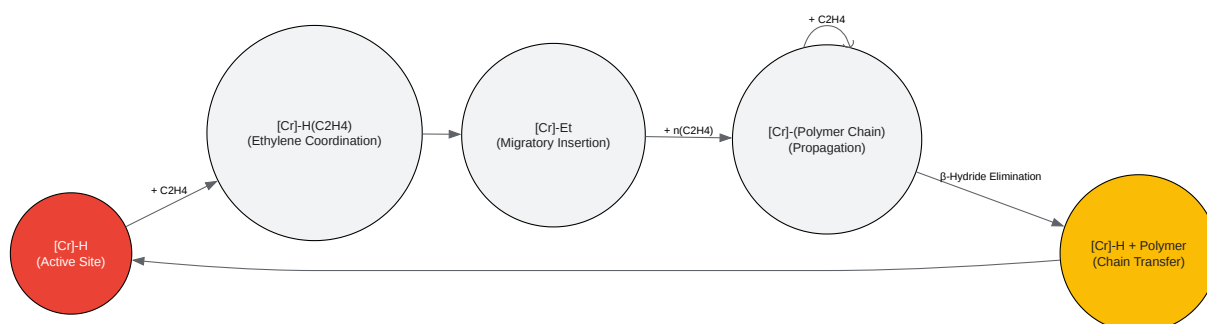 + C2H4
[Cr]-H(C2H4)
(Ethylene Coordination)
[Cr]-Et
(Migratory Insertion)
+ n(C2H4)
[Cr]-(Polymer Chain)
(Propagation)
+ C2H4
β-Hydride Elimination
[Cr]-H
(Active Site)
[Cr]-H + Polymer
(Chain Transfer)